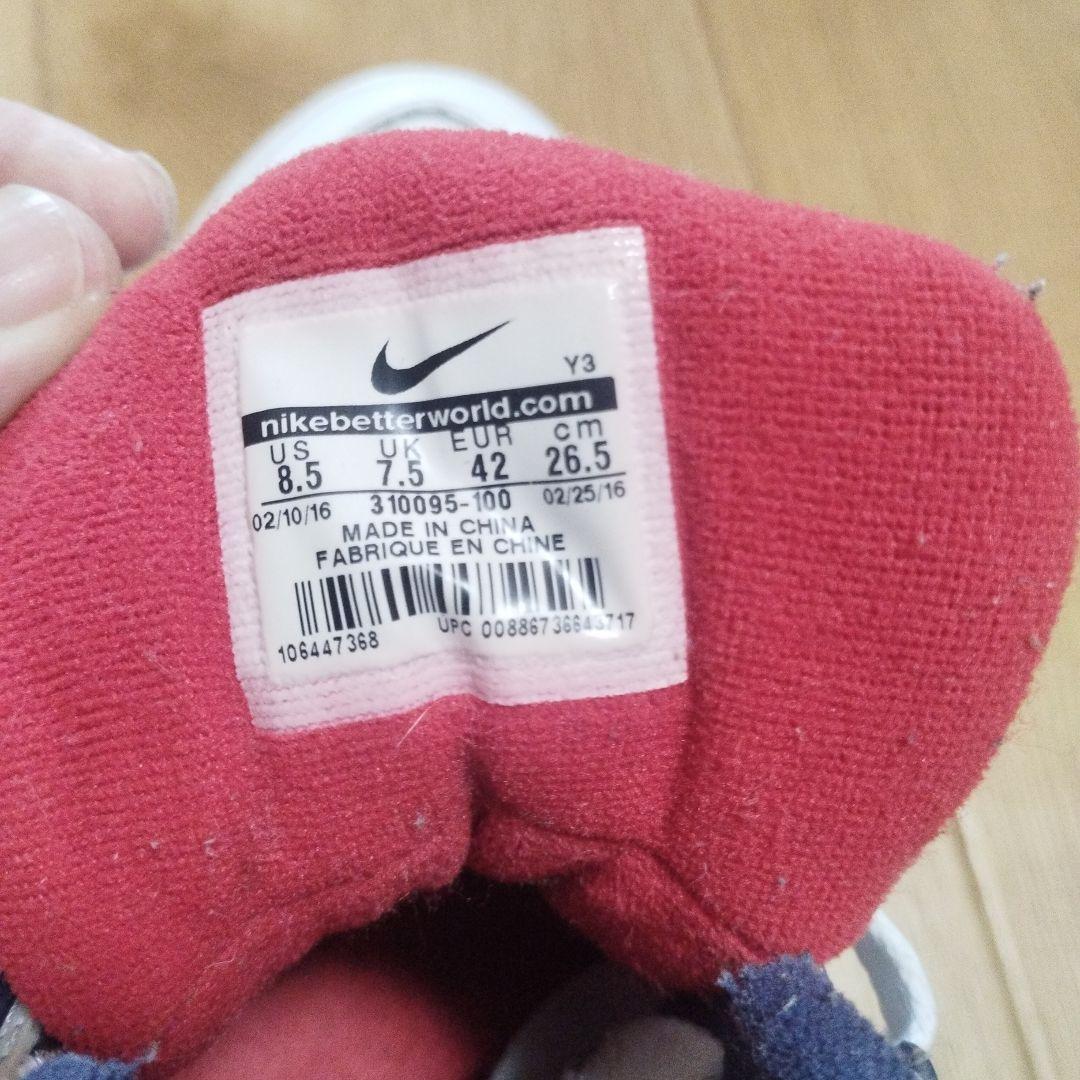 Y3
nikebetterworld.com
US UK EUR cm
8.5 7.5 42 26.5
02/10/16 310095-100 02/25/16
MADE IN CHINA
FABRIQUE EN CHINE
106447368 UPC